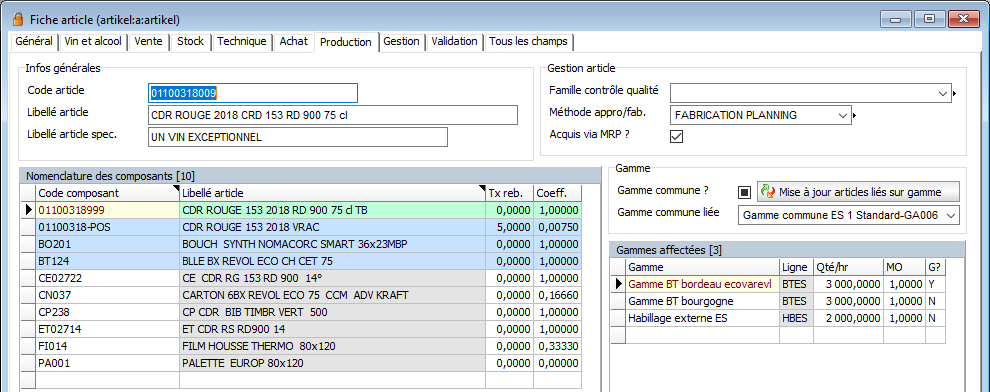 Fiche article (artikel:a:artikel)
Général Vin et alcool Vente Stock Technique Achat Production Gestion Validation Tous les champs
Infos générales
Code article 01100318009
Libellé article CDR ROUGE 2018 CRD 153 RD 900 75 cl
Libellé article spec. UN VIN EXCEPTIONNEL
Gestion article
Famille contrôle qualité
Méthode appro/fab. FABRICATION PLANNING
Acquis via MRP ?
Nomenclature des composants [10]
Code composant Libellé article Tx reb. Coeff.
01100318999 CDR ROUGE 153 2018 RD 900 75 cl TB 0,0000 1,00000
01100318-POS CDR ROUGE 153 2018 VRAC 5,0000 0,00750
BO201 BOUCH SYNTH NOMACORC SMART 36x23MBP 0,0000 1,00000
BT124 BLLE BX REVOL ECO CH CET 75 0,0000 1,00000
CE02722 CE CDR RG 153 RD 900 14° 0,0000 1,00000
CN037 CARTON 6BX REVOL ECO 75 CCM ADV KRAFT 0,0000 0,16660
CP238 CP CDR BIB TIMBR VERT 500 0,0000 1,00000
ET02714 ET CDR RS RD900 14 0,0000 1,00000
FI014 FILM HOUSSE THERMO 80x120 0,0000 0,33330
PA001 PALETTE EUROP 80x120 0,0000 0,00000
Gamme
Gamme commune ? Mise à jour articles liés sur gamme
Gamme commune liée Gamme commune ES 1 Standard-GA006
Gammes affectées [3]
Gamme Ligne Qté/hr MO G?
Gamme BT bordeau ecovarevl BTES 3 000,0000 1,0000 Y
Gamme BT bourgogne BTES 3 000,0000 1,0000 N
Habillage externe ES HBES 2 000,0000 1,0000 N